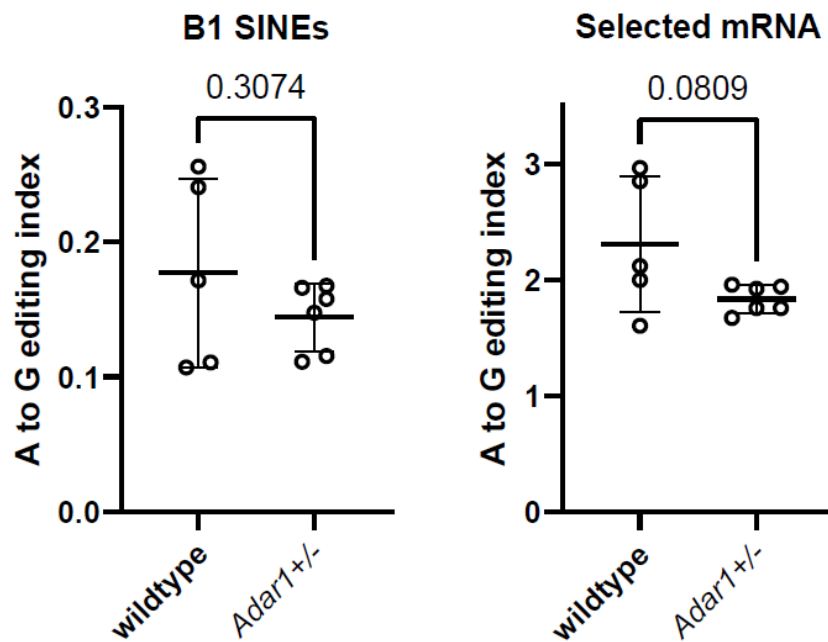 B1 SINEs
0.3074
A to G editing index
0.3
0.2
0.1
0.0
wildtype
Adar1+/-
Selected mRNA
0.0809
A to G editing index
3
2
1
0
wildtype
Adar1+/-